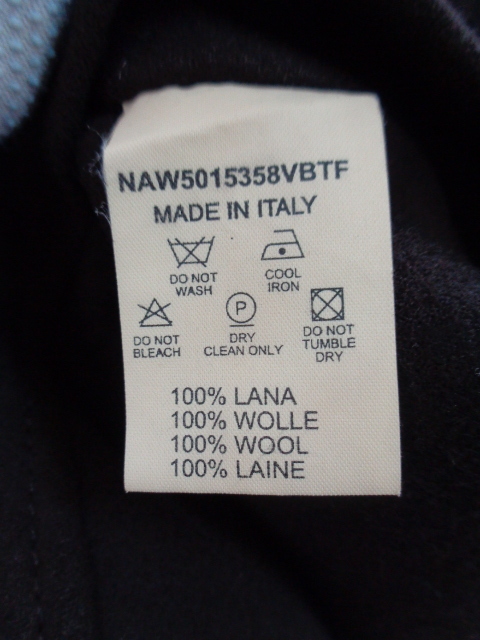 NAW5015358VBTF
MADE IN ITALY
DO NOT
WASH
COOL
IRON
DO NOT
BLEACH
P
DRY
CLEAN ONLY
DO NOT
TUMBLE
DRY
100% LANA
100% WOLLE
100% WOOL
100% LAINE